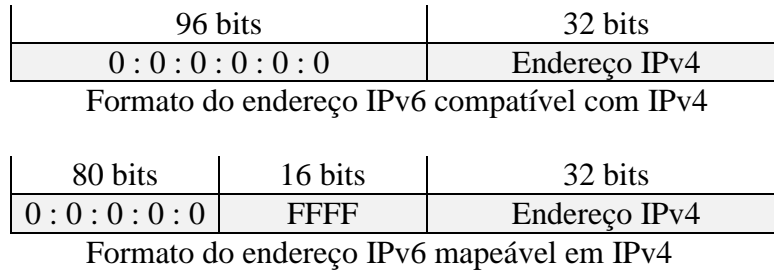 96 bits 32 bits
0 : 0 : 0 : 0 : 0 : 0 Endereço IPv4
Formato do endereço IPv6 compatível com IPv4
80 bits 16 bits 32 bits
0 : 0 : 0 : 0 : 0 FFFF Endereço IPv4
Formato do endereço IPv6 mapeável em IPv4